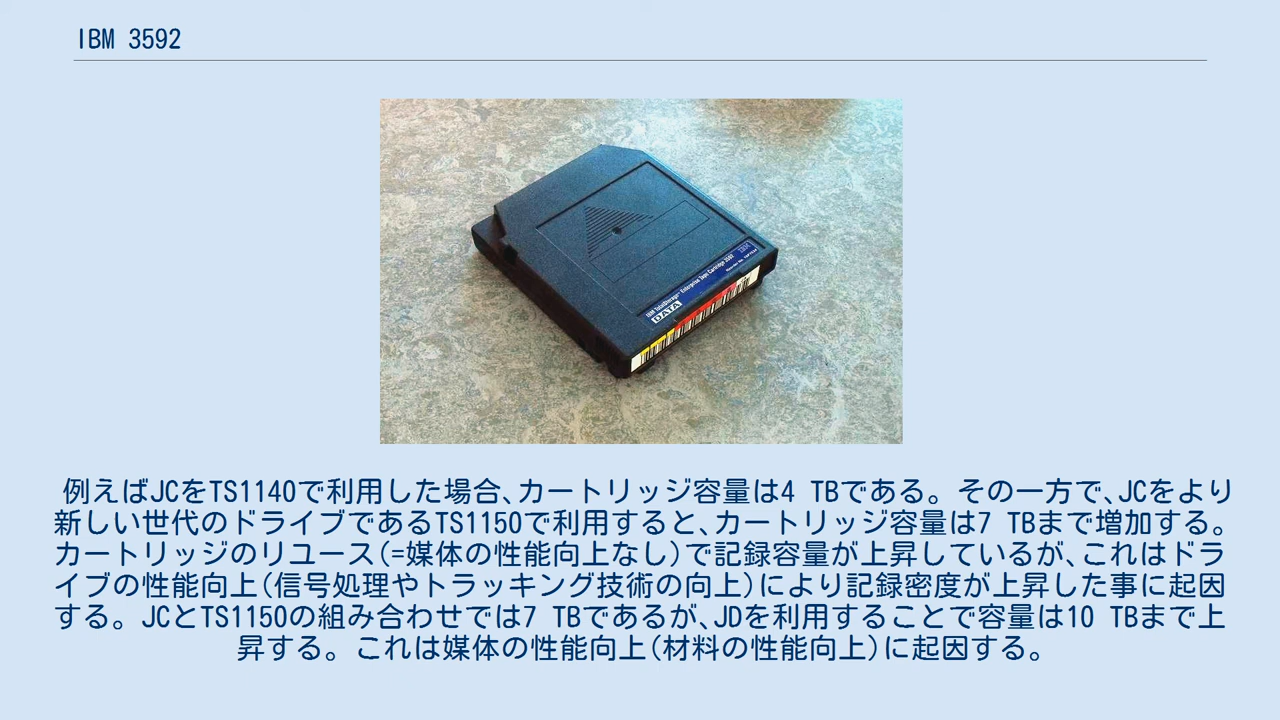 IBM 3592
IBM TotalStorage® Enterprise Tape Cartridge 3592
IBM
DATA
例えばJCをTS1140で利用した場合、カートリッジ容量は4 TBである。その一方で、JCをより
新しい世代のドライブであるTS1150で利用すると、カートリッジ容量は7 TBまで増加する。
カートリッジのリユース(=媒体の性能向上なし)で記録容量が上昇しているが、これはドラ
イブの性能向上(信号処理やトラッキング技術の向上)により記録密度が上昇した事に起因
する。JCとTS1150の組み合わせでは7 TBであるが、JDを利用することで容量は10 TBまで上
昇する。これは媒体の性能向上(材料の性能向上)に起因する。